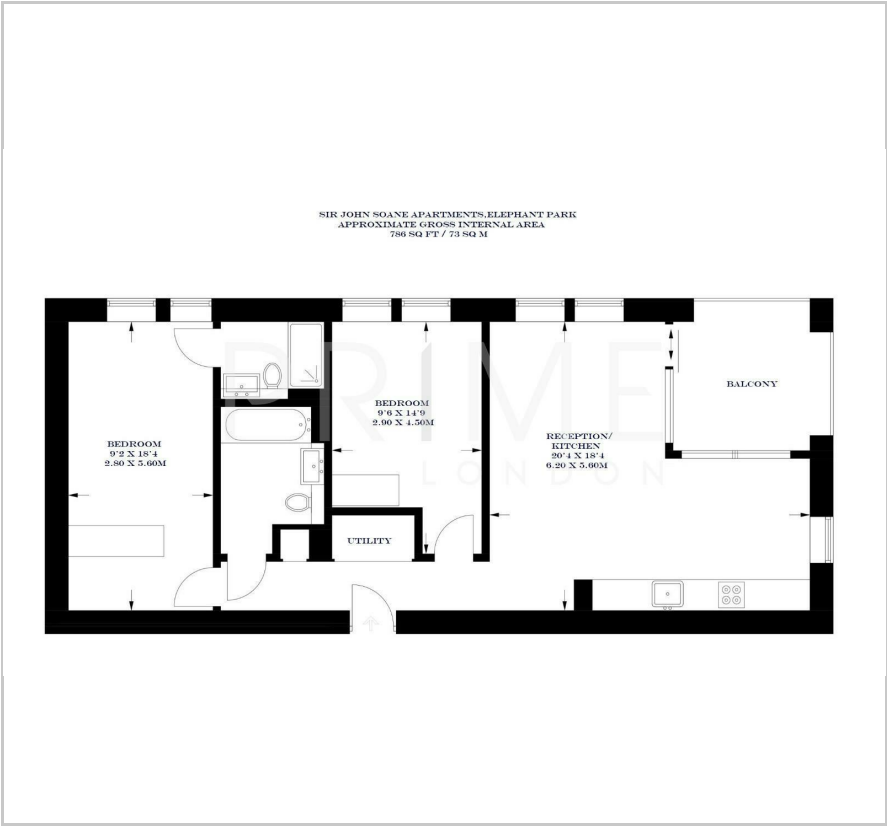 SIR JOHN SOANE APARTMENTS,ELEPHANT PARK
APPROXIMATE GROSS INTERNAL AREA
786 SQ FT / 73 SQ M
PRIME
LONDON
BALCONY
BEDROOM
9'6 X 14'9
2.90 X 4.50M
RECEPTION/
KITCHEN
20'4 X 18'4
6.20 X 5.60M
BEDROOM
9'2 X 18'4
2.80 X 5.60M
UTILITY